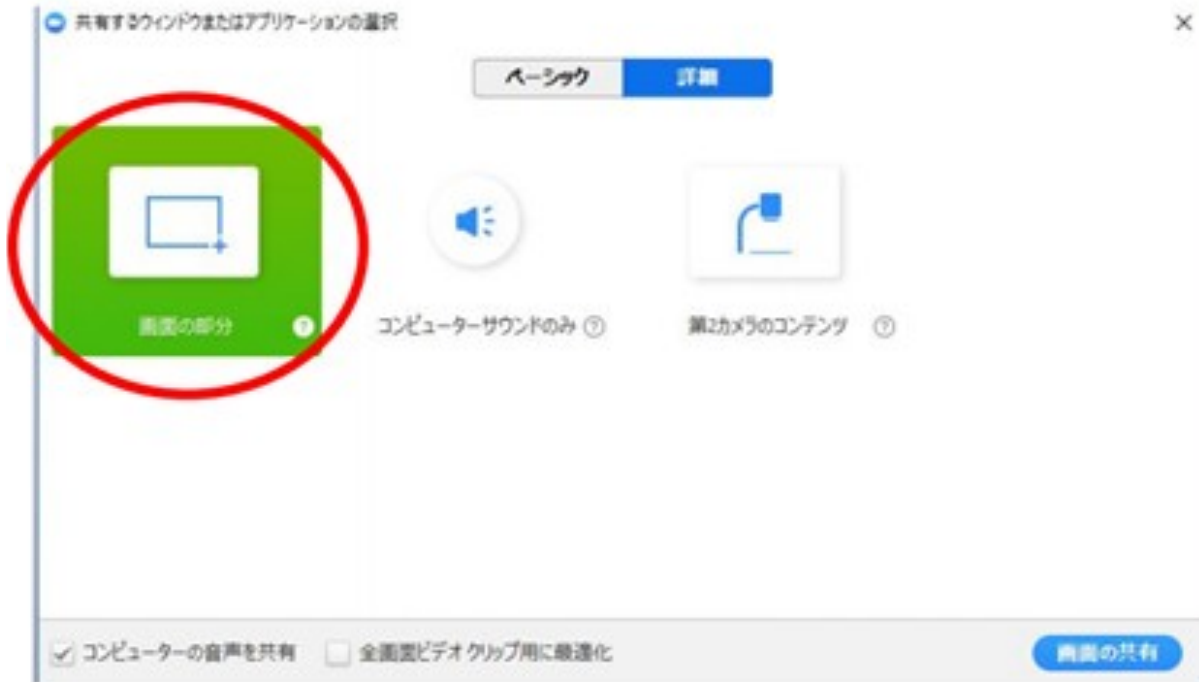 共有するウィンドウまたはアプリケーションの選択
ベーシック 詳細
画面の部分
コンピューターサウンドのみ
第2カメラのコンテンツ
コンピューターの音声を共有 全画面ビデオ クリップ用に最適化
画面の共有